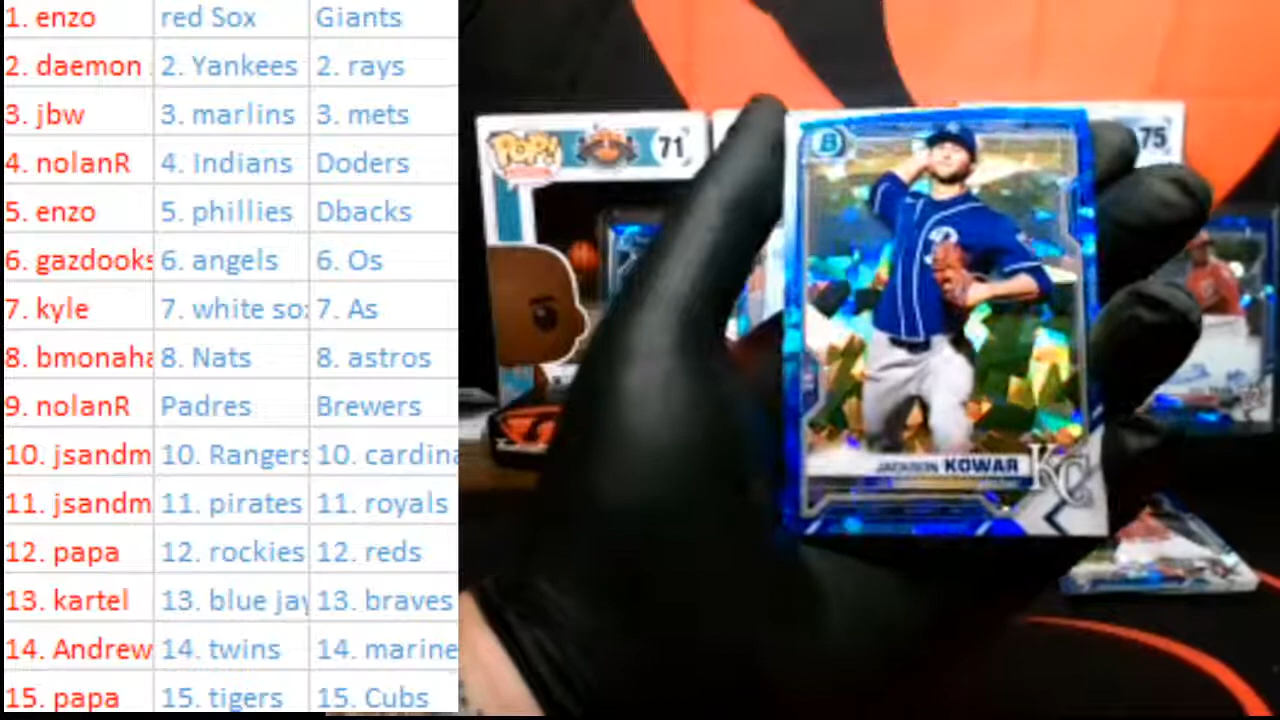 1. enzo red Sox Giants
2. daemon 2. Yankees 2. rays
3. jbw 3. marlins 3. mets
4. nolanR 4. Indians Doders
5. enzo 5. phillies Dbacks
6. gazdooks 6. angels 6. Os
7. kyle 7. white so 7. As
8. bmonaha 8. Nats 8. astros
9. nolanR Padres Brewers
10. jsandm 10. Rangers 10. cardina
11. jsandm 11. pirates 11. royals
12. papa 12. rockies 12. reds
13. kartel 13. blue jay 13. braves
14. Andrew 14. twins 14. marine
15. papa 15. tigers 15. Cubs
POP! 71
75
B
JACKSON KOWAR
KC